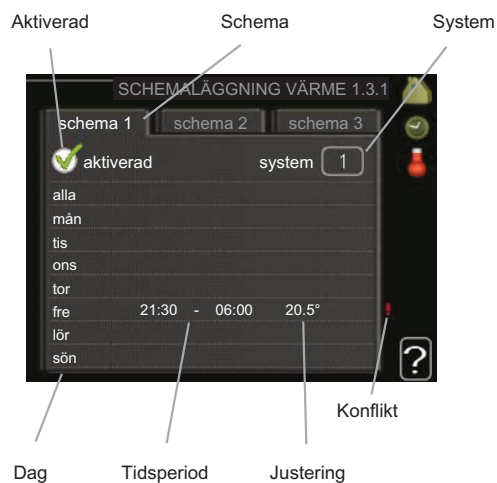 Aktiverad Schema System
SCHEMALÄGGNING VÄRME 1.3.1
schema 1 schema 2 schema 3
aktiverad system 1
alla
mån
tis
ons
tor
fre 21:30 - 06:00 20.5° !
lör
sön
?
Konflikt
Dag Tidsperiod Justering